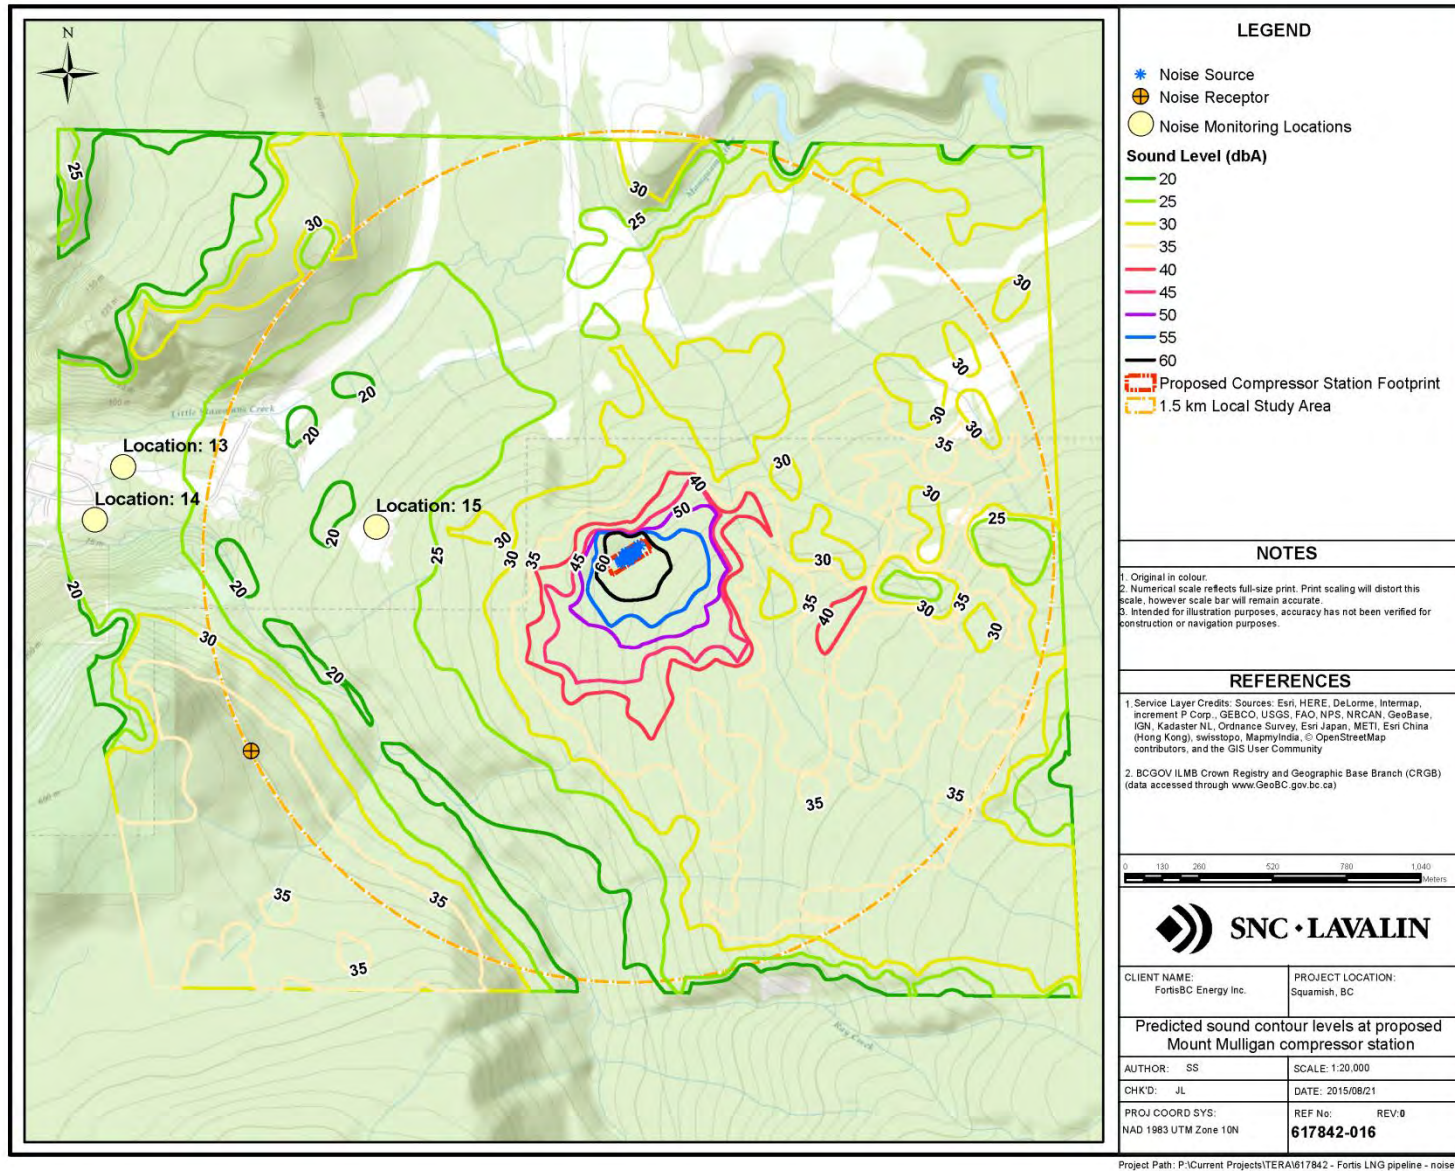 N
25
30
30
25
30
30
30
30
35
20
20
Little Stawamus Creek
Location: 13
Location: 14
Location: 15
20
20
20
25
30
30
35
45
60
40
50
30
30
30
25
35
40
30
35
30
20
30
20
35
35
35
35
35
Ray Creek
LEGEND
Noise Source
Noise Receptor
Noise Monitoring Locations
Sound Level (dbA)
20
25
30
35
40
45
50
55
60
Proposed Compressor Station Footprint
1.5 km Local Study Area
NOTES
1. Original in colour.
2. Numerical scale reflects full-size print. Print scaling will distort this
scale, however scale bar will remain accurate.
3. Intended for illustration purposes, accuracy has not been verified for
construction or navigation purposes.
REFERENCES
1. Service Layer Credits: Sources: Esri, HERE, DeLorme, Intermap,
increment P Corp., GEBCO, USGS, FAO, NPS, NRCAN, GeoBase,
IGN, Kadaster NL, Ordnance Survey, Esri Japan, METI, Esri China
(Hong Kong), swisstopo, MapmyIndia, © OpenStreetMap
contributors, and the GIS User Community
2. BCGOV ILMB Crown Registry and Geographic Base Branch (CRGB)
(data accessed through www.GeoBC.gov.bc.ca)
0 130 260 520 780 1,040
Meters
SNC • LAVALIN
CLIENT NAME:
FortisBC Energy Inc.
PROJECT LOCATION:
Squamish, BC
Predicted sound contour levels at proposed
Mount Mulligan compressor station
AUTHOR: SS
SCALE: 1:20,000
CHK'D: JL
DATE: 2015/08/21
PROJ COORD SYS:
NAD 1983 UTM Zone 10N
REF No: REV:0
617842-016
Project Path: P:\Current Projects\TERA\617842 - Fortis LNG pipeline - noise